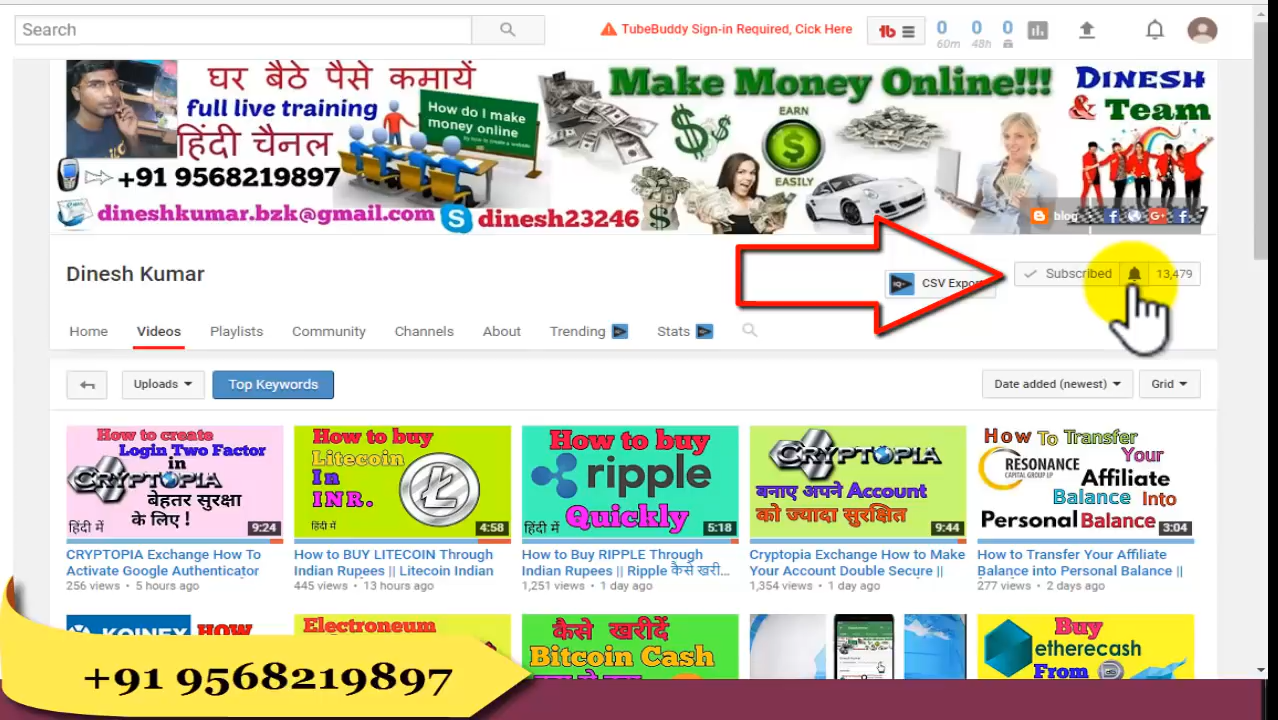 Search
TubeBuddy Sign-in Required, Cick Here
0 0 0
60m 48h
घर बैठे पैसे कमायें
full live training
हिंदी चैनल
+91 9568219897
dineshkumar.bzk@gmail.com
dinesh23246
How do I make
money online
Make Money Online!!!
EARN
EASILY
DINESH
& Team
blog
Dinesh Kumar
CSV Expor
Subscribed 13,479
Home Videos Playlists Community Channels About Trending Stats
Uploads Top Keywords Date added (newest) Grid
How to create
Login Two Factor
in
CRYPTOPIA
बेहतर सुरक्षा
हिंदी में के लिए !
9:24
CRYPTOPIA Exchange How To
Activate Google Authenticator
256 views • 5 hours ago
How to buy
Litecoin
In
INR.
हिंदी में
4:58
How to BUY LITECOIN Through
Indian Rupees || Litecoin Indian
445 views • 13 hours ago
How to buy
ripple
हिंदी में Quickly
5:18
How to Buy RIPPLE Through
Indian Rupees || Ripple कैसे खरी...
1,251 views • 1 day ago
CRYPTOPIA
बनाए अपने Account
को ज्यादा सुरक्षित
9:44
Cryptopia Exchange How to Make
Your Account Double Secure ||
1,354 views • 1 day ago
How To Transfer
Your
RESONANCE
CAPITAL GROUP LP
Affiliate
Balance Into
Personal Balance
3:04
How to Transfer Your Affiliate
Balance into Personal Balance ||
277 views • 2 days ago
KOINEX HOW
Electroneum
कैसे खरीदें
Bitcoin Cash
Buy
etherecash
From
+91 9568219897